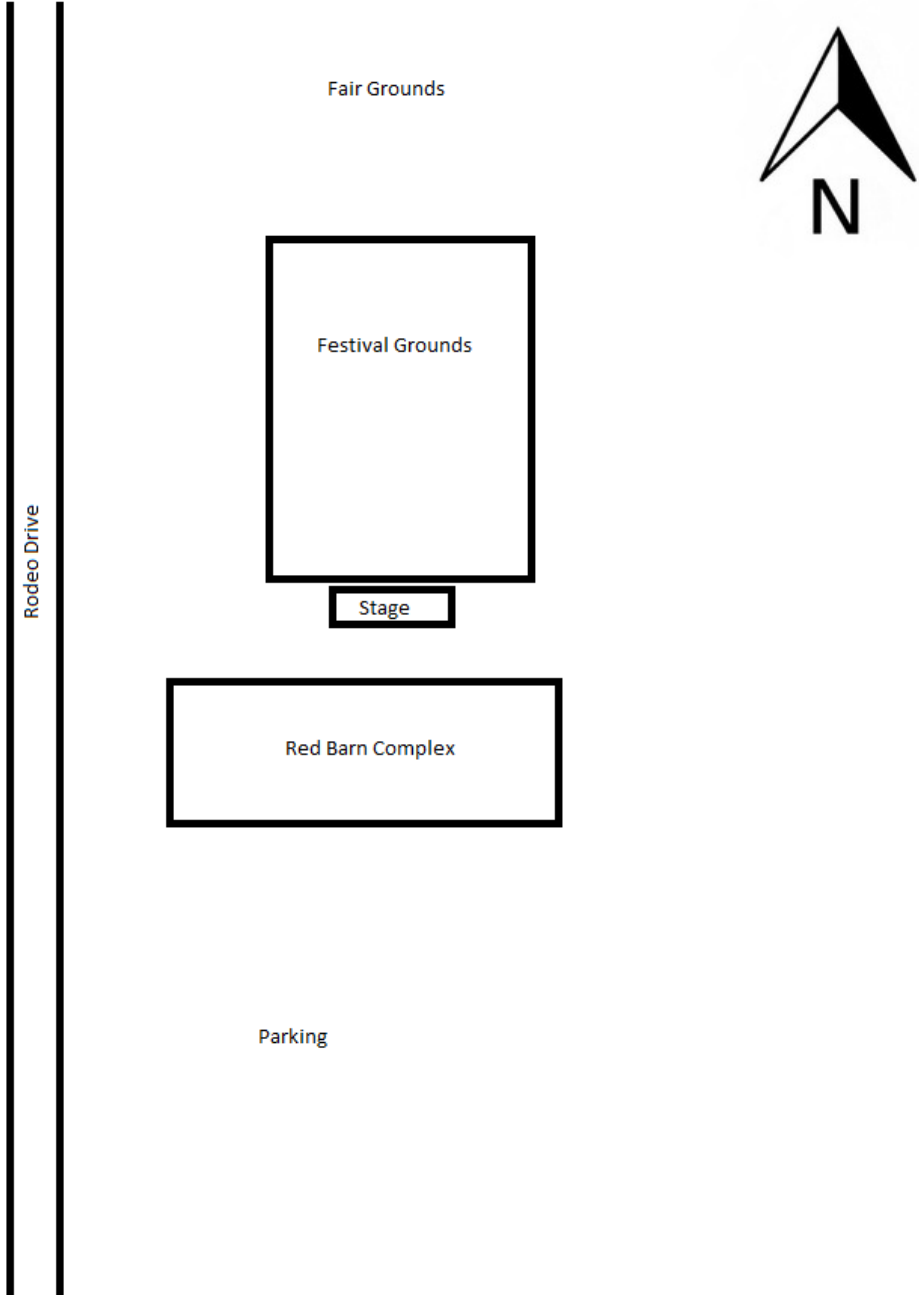 Fair Grounds
N
Festival Grounds
Rodeo Drive
Stage
Red Barn Complex
Parking